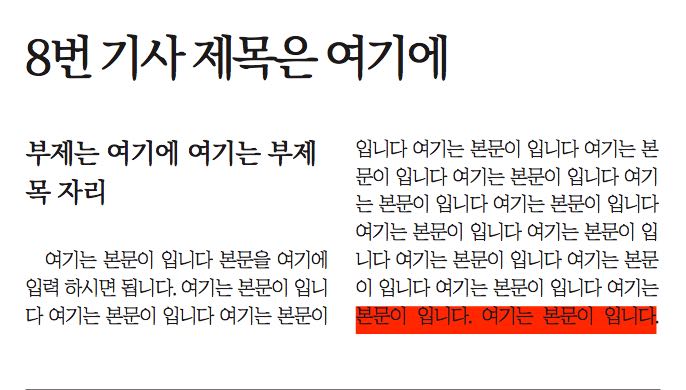 8번 기사 제목은 여기에
부제는 여기에 여기는 부제
목 자리
여기는 본문이 입니다 본문을 여기에
입력 하시면 됩니다. 여기는 본문이 입니
다 여기는 본문이 입니다 여기는 본문이
입니다 여기는 본문이 입니다 여기는 본
문이 입니다 여기는 본문이 입니다 여기
는 본문이 입니다 여기는 본문이 입니다
여기는 본문이 입니다 여기는 본문이 입
니다 여기는 본문이 입니다 여기는 본문
이 입니다 여기는 본문이 입니다 여기는
본문이 입니다. 여기는 본문이 입니다.